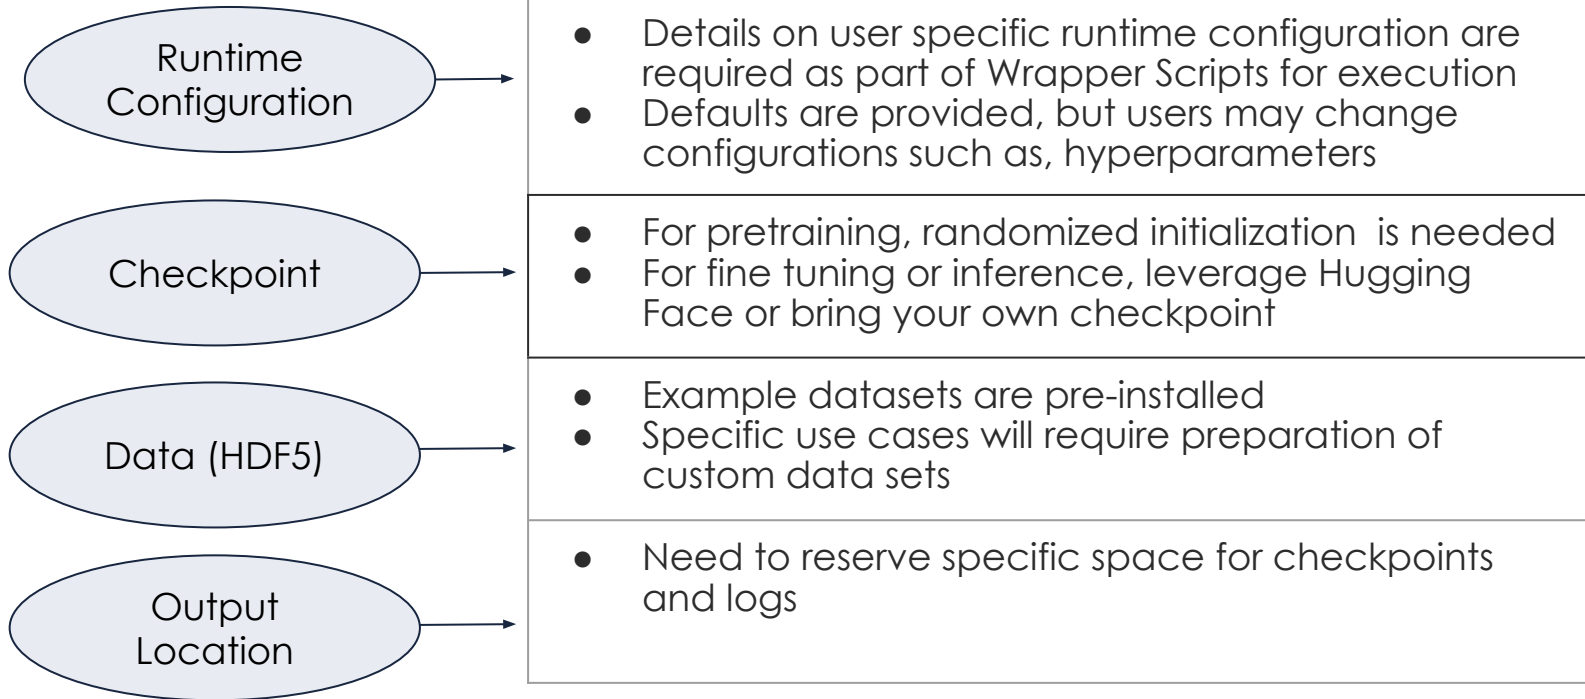 Runtime
Configuration
● Details on user specific runtime configuration are
required as part of Wrapper Scripts for execution
● Defaults are provided, but users may change
configurations such as, hyperparameters
Checkpoint
● For pretraining, randomized initialization  is needed
● For fine tuning or inference, leverage Hugging
Face or bring your own checkpoint
Data (HDF5)
● Example datasets are pre-installed
● Specific use cases will require preparation of
custom data sets
Output
Location
● Need to reserve specific space for checkpoints
and logs